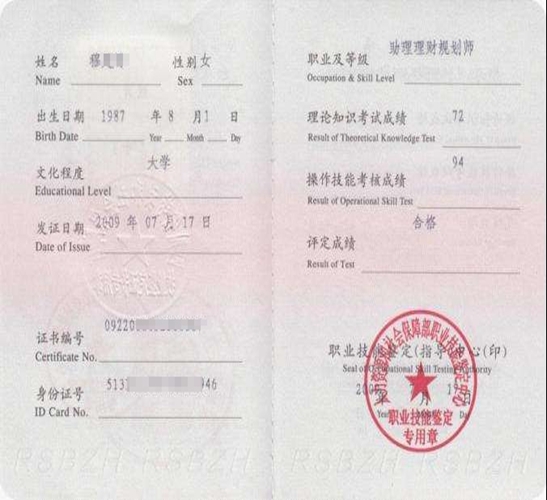 姓名 穆 性别 女
Name Sex
出生日期 1987 年 8 月 1 日
Birth Date Year Month Day
文化程度 大学
Educational Level
发证日期 2009 年 07 月 17 日
Date of Issue
证书编号 09220
Certificate No.
身份证号 513 946
ID Card No.
助理理财规划师
职业及等级
Occupation & Skill Level
理论知识考试成绩 72
Result of Theoretical Knowledge Test
操作技能考核成绩 94
Result of Operational Skill Test
评定成绩 合格
Result of Test
职业技能鉴定(指导)中心(印)
Seal of Occupational Skill Testing Authority
年 月 日
Day
职业技能鉴定
专用章
RSBZH RSBZH RSBZH RSBZH